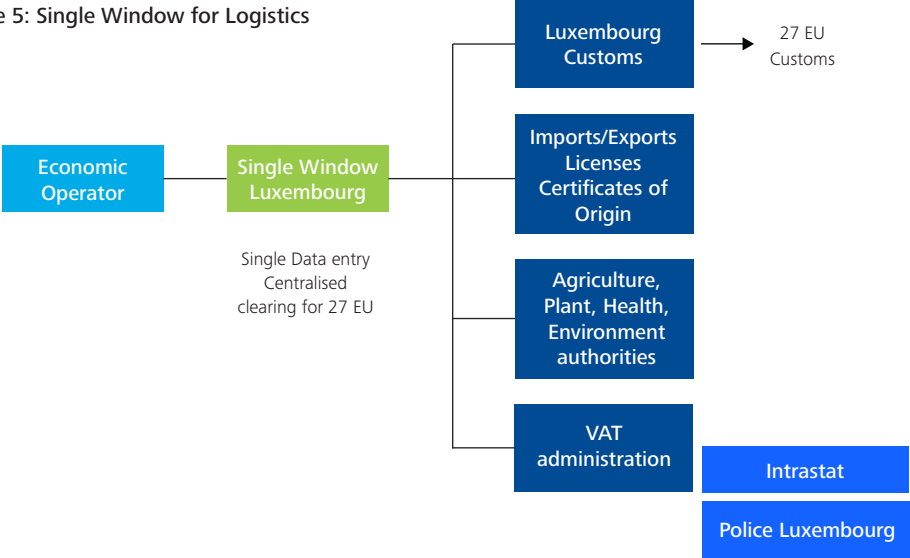 e 5: Single Window for Logistics
Luxembourg
Customs
27 EU
Customs
Imports/Exports
Licenses
Certificates of
Origin
Economic
Operator
Single Window
Luxembourg
Single Data entry
Centralised
clearing for 27 EU
Agriculture,
Plant, Health,
Environment
authorities
VAT
administration
Intrastat
Police Luxembourg